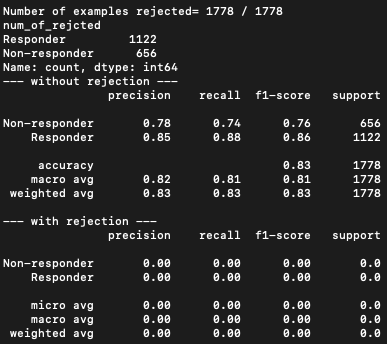 Number of examples rejected= 1778 / 1778
num_of_rejcted
Responder 1122
Non-responder 656
Name: count, dtype: int64
--- without rejection ---
precision recall f1-score support
Non-responder 0.78 0.74 0.76 656
Responder 0.85 0.88 0.86 1122
accuracy 0.83 1778
macro avg 0.82 0.81 0.81 1778
weighted avg 0.83 0.83 0.83 1778
--- with rejection ---
precision recall f1-score support
Non-responder 0.00 0.00 0.00 0.0
Responder 0.00 0.00 0.00 0.0
micro avg 0.00 0.00 0.00 0.0
macro avg 0.00 0.00 0.00 0.0
weighted avg 0.00 0.00 0.00 0.0